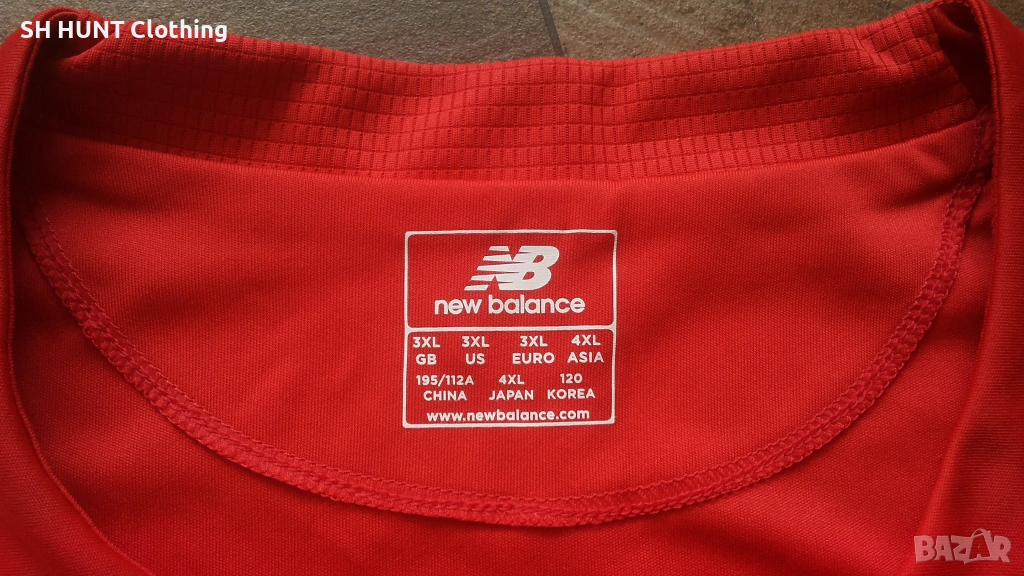 SH HUNT Clothing
NB
new balance
3XL 3XL 3XL 4XL
GB US EURO ASIA
195/112A 4XL 120
CHINA JAPAN KOREA
www.newbalance.com
BAZAR